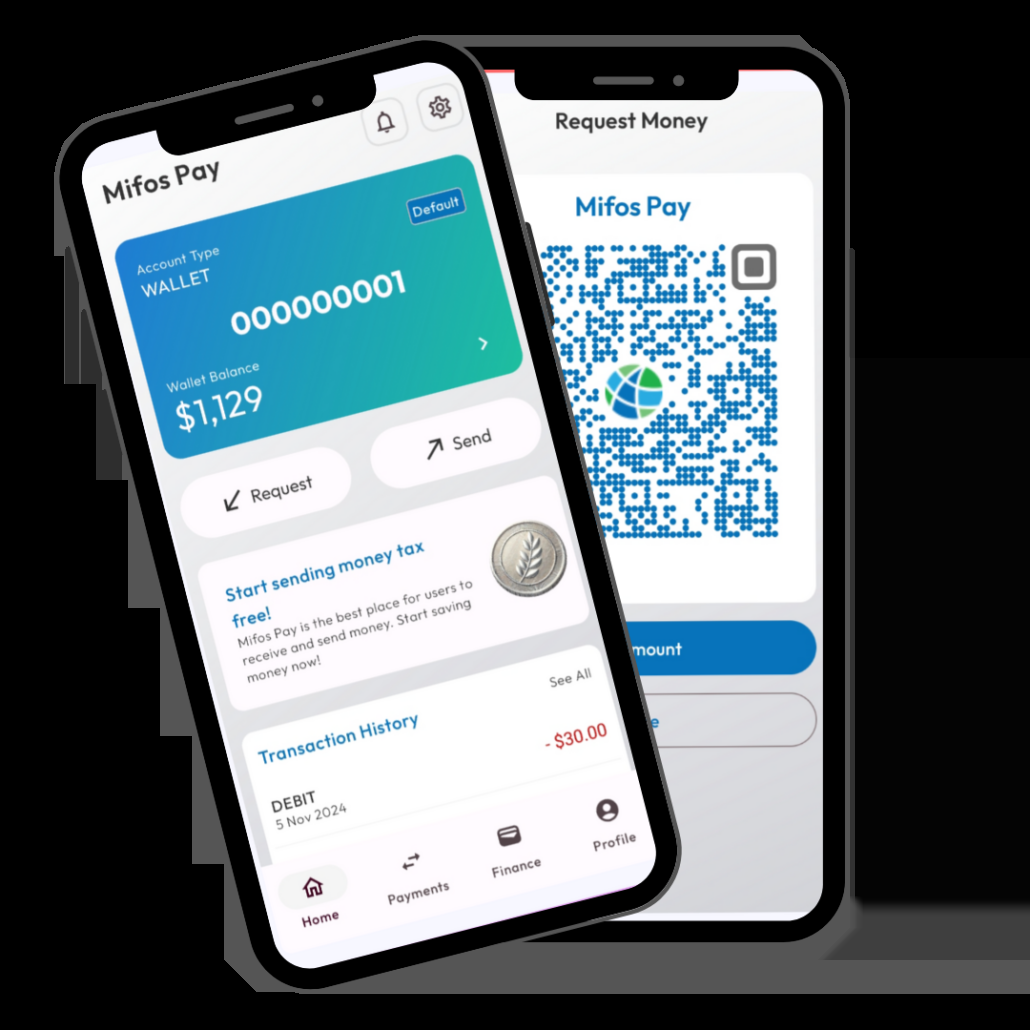 Mifos Pay
Default
Account Type
WALLET
000000001
Wallet Balance
$1,129
Request
Send
Start sending money tax
free!
Mifos Pay is the best place for users to
receive and send money. Start saving
money now!
Transaction History
See All
DEBIT
- $30.00
5 Nov 2024
Home
Payments
Finance
Profile
Request Money
Mifos Pay